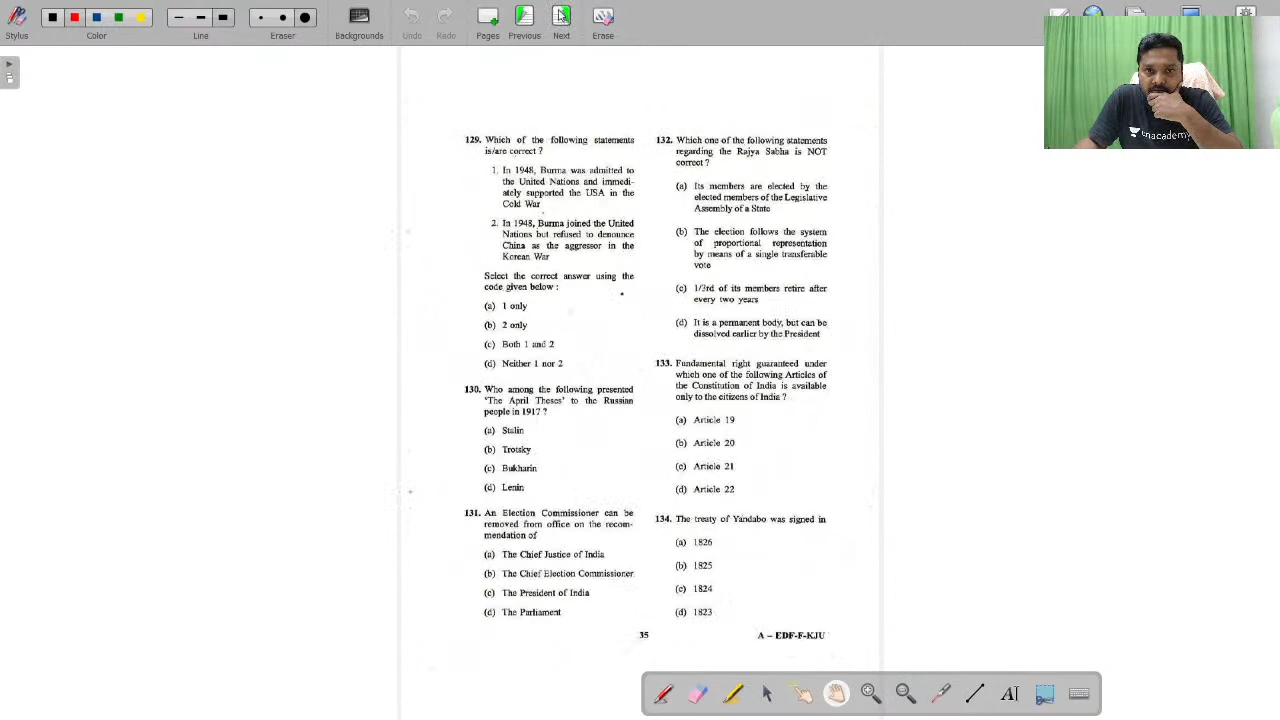 Stylus
Color
Line
Eraser
Backgrounds
Undo
Redo
Pages
Previous
Next
Erase
unacademy
129. Which of the following statements
is/are correct ?
1. In 1948, Burma was admitted to
the United Nations and immedi-
ately supported the USA in the
Cold War
2. In 1948, Burma joined the United
Nations but refused to denounce
China as the aggressor in the
Korean War
Select the correct answer using the
code given below :
(a) 1 only
(b) 2 only
(c) Both 1 and 2
(d) Neither 1 nor 2
130. Who among the following presented
'The April Theses' to the Russian
people in 1917 ?
(a) Stalin
(b) Trotsky
(c) Bukharin
(d) Lenin
131. An Election Commissioner can be
removed from office on the recom-
mendation of
(a) The Chief Justice of India
(b) The Chief Election Commissioner
(c) The President of India
(d) The Parliament
132. Which one of the following statements
regarding the Rajya Sabha is NOT
correct ?
(a) Its members are elected by the
elected members of the Legislative
Assembly of a State
(b) The election follows the system
of proportional representation
by means of a single transferable
vote
(c) 1/3rd of its members retire after
every two years
(d) It is a permanent body, but can be
dissolved earlier by the President
133. Fundamental right guaranteed under
which one of the following Articles of
the Constitution of India is available
only to the citizens of India ?
(a) Article 19
(b) Article 20
(c) Article 21
(d) Article 22
134. The treaty of Yandabo was signed in
(a) 1826
(b) 1825
(c) 1824
(d) 1823
35
A – EDF-F-KJU